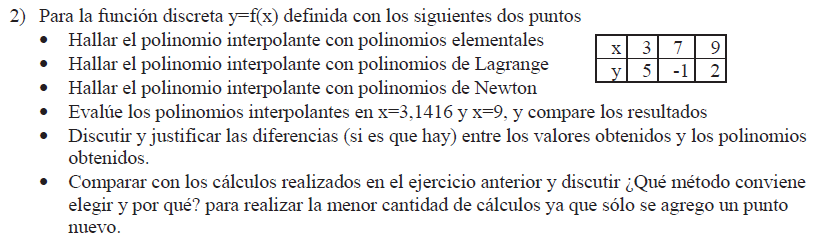 2) Para la función discreta y=f(x) definida con los siguientes dos puntos
• Hallar el polinomio interpolante con polinomios elementales
• Hallar el polinomio interpolante con polinomios de Lagrange
• Hallar el polinomio interpolante con polinomios de Newton
x 3 7 9
y 5 -1 2
• Evalúe los polinomios interpolantes en x=3,1416 y x=9, y compare los resultados
• Discutir y justificar las diferencias (si es que hay) entre los valores obtenidos y los polinomios
obtenidos.
• Comparar con los cálculos realizados en el ejercicio anterior y discutir ¿Qué método conviene
elegir y por qué? para realizar la menor cantidad de cálculos ya que sólo se agrego un punto
nuevo.